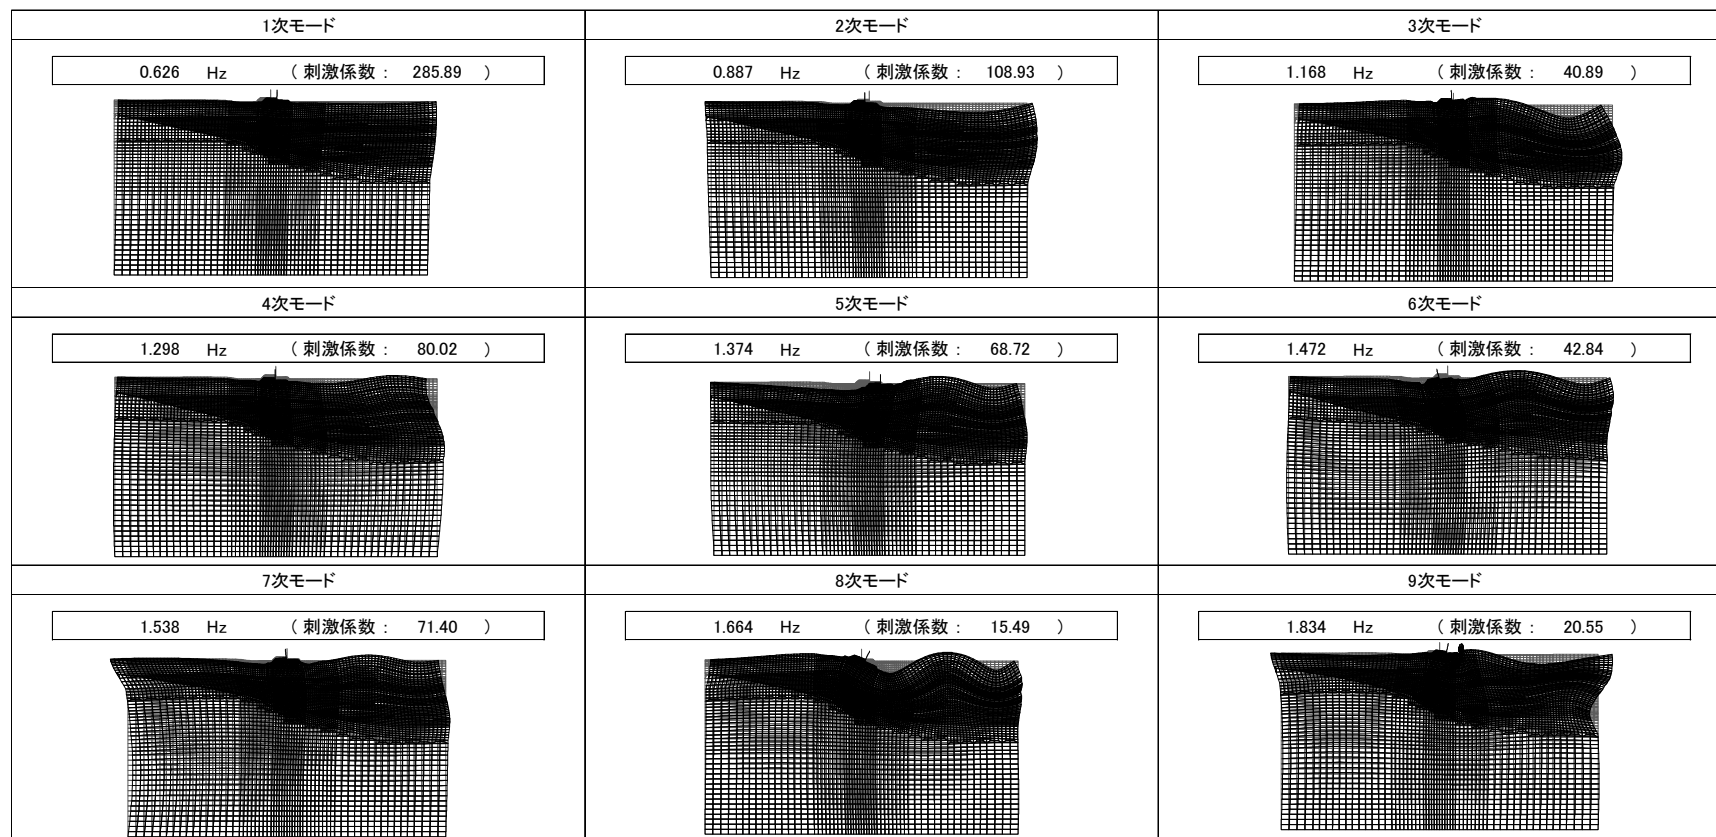 1次モード
2次モード
3次モード
0.626 Hz （ 刺激係数 ： 285.89 ）
0.887 Hz （ 刺激係数 ： 108.93 ）
1.168 Hz （ 刺激係数 ： 40.89 ）
4次モード
5次モード
6次モード
1.298 Hz （ 刺激係数 ： 80.02 ）
1.374 Hz （ 刺激係数 ： 68.72 ）
1.472 Hz （ 刺激係数 ： 42.84 ）
7次モード
8次モード
9次モード
1.538 Hz （ 刺激係数 ： 71.40 ）
1.664 Hz （ 刺激係数 ： 15.49 ）
1.834 Hz （ 刺激係数 ： 20.55 ）